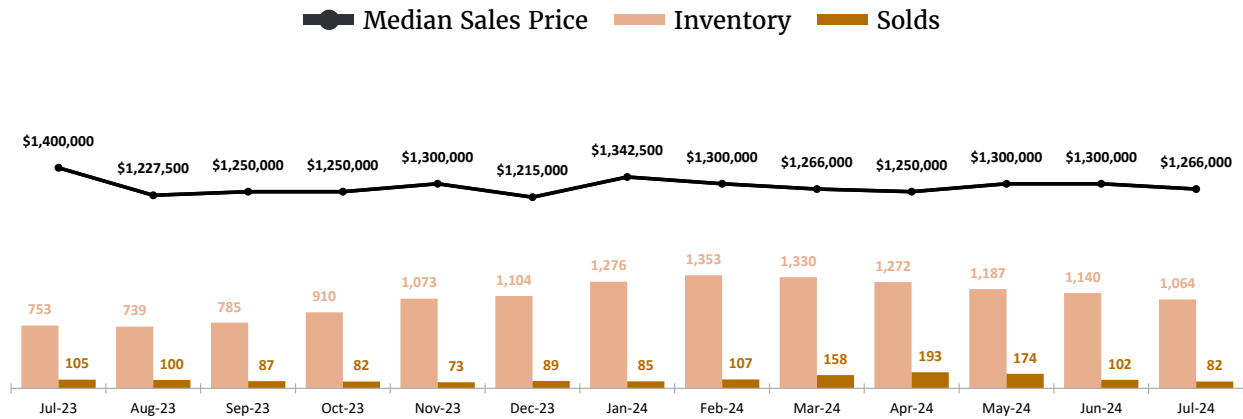 Median Sales Price Inventory Solds
$1,400,000 $1,227,500 $1,250,000 $1,250,000 $1,300,000 $1,215,000 $1,342,500 $1,300,000 $1,266,000 $1,250,000 $1,300,000 $1,300,000 $1,266,000
753 739 785 910 1,073 1,104 1,276 1,353 1,330 1,272 1,187 1,140 1,064
105 100 87 82 73 89 85 107 158 193 174 102 82
Jul-23 Aug-23 Sep-23 Oct-23 Nov-23 Dec-23 Jan-24 Feb-24 Mar-24 Apr-24 May-24 Jun-24 Jul-24